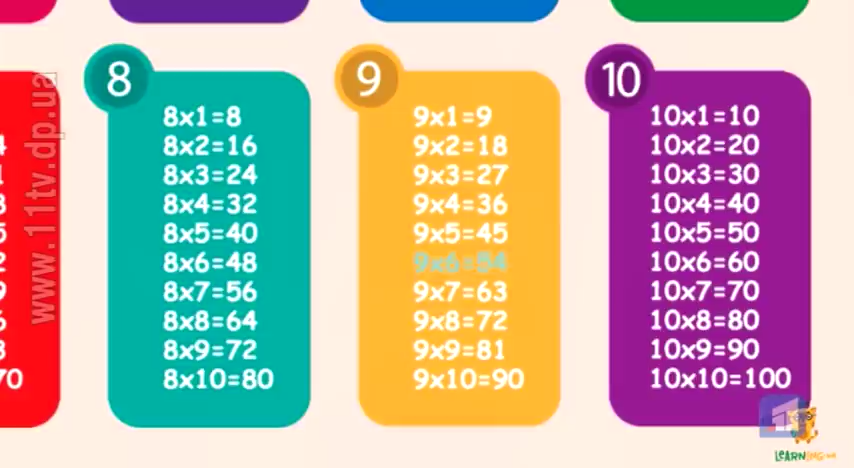 8
8x1=8
8x2=16
8x3=24
8x4=32
8x5=40
8x6=48
8x7=56
8x8=64
8x9=72
8x10=80
9
9x1=9
9x2=18
9x3=27
9x4=36
9x5=45
9x6=54
9x7=63
9x8=72
9x9=81
9x10=90
10
10x1=10
10x2=20
10x3=30
10x4=40
10x5=50
10x6=60
10x7=70
10x8=80
10x9=90
10x10=100
www.11tv.dp.ua
70